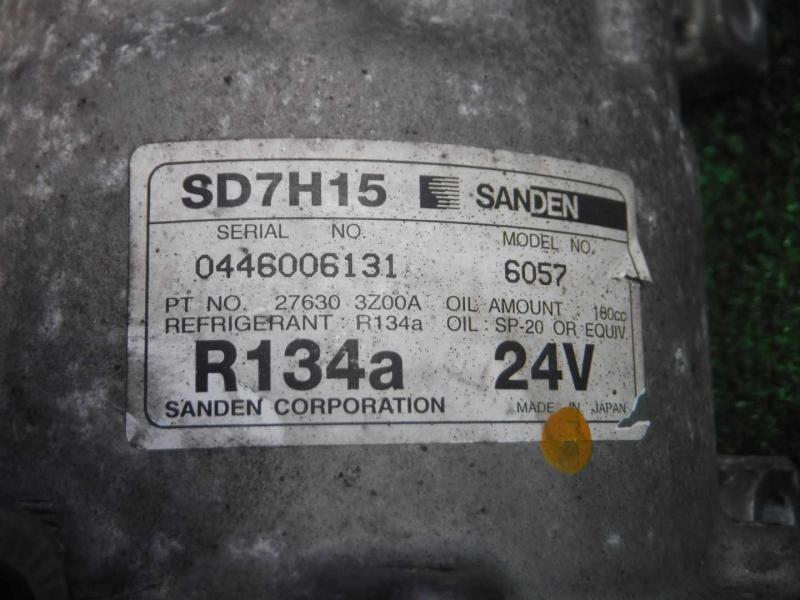 SD7H15 SANDEN
SERIAL NO. MODEL NO.
0446006131 6057
PT NO. 27630 3Z00A OIL AMOUNT : 180cc
REFRIGERANT : R134a OIL : SP-20 OR EQUIV.
R134a 24V
SANDEN CORPORATION MADE IN JAPAN